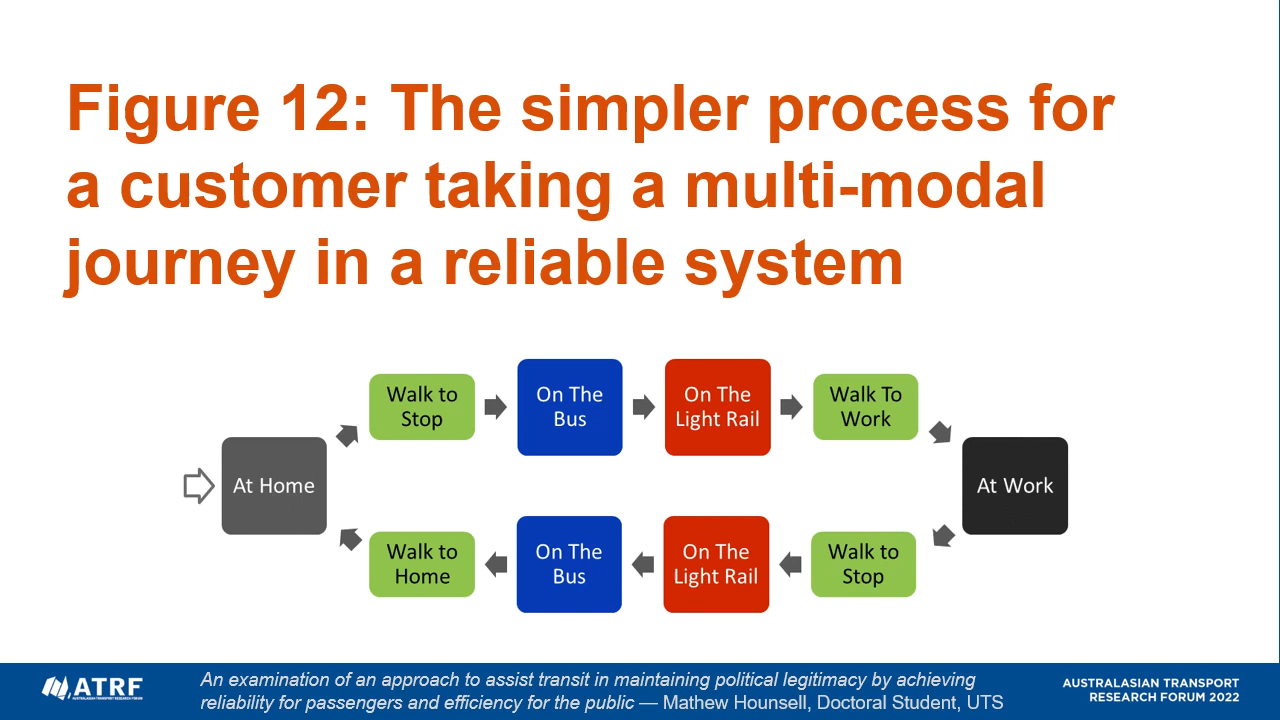 Figure 12: The simpler process for
a customer taking a multi-modal
journey in a reliable system
Walk to
Stop
On The
Bus
On The
Light Rail
Walk To
Work
At Home
At Work
Walk to
Home
On The
Bus
On The
Light Rail
Walk to
Stop
ATRF
AUSTRALASIAN TRANSPORT RESEARCH FORUM
An examination of an approach to assist transit in maintaining political legitimacy by achieving
reliability for passengers and efficiency for the public — Mathew Hounsell, Doctoral Student, UTS
AUSTRALASIAN TRANSPORT
RESEARCH FORUM 2022